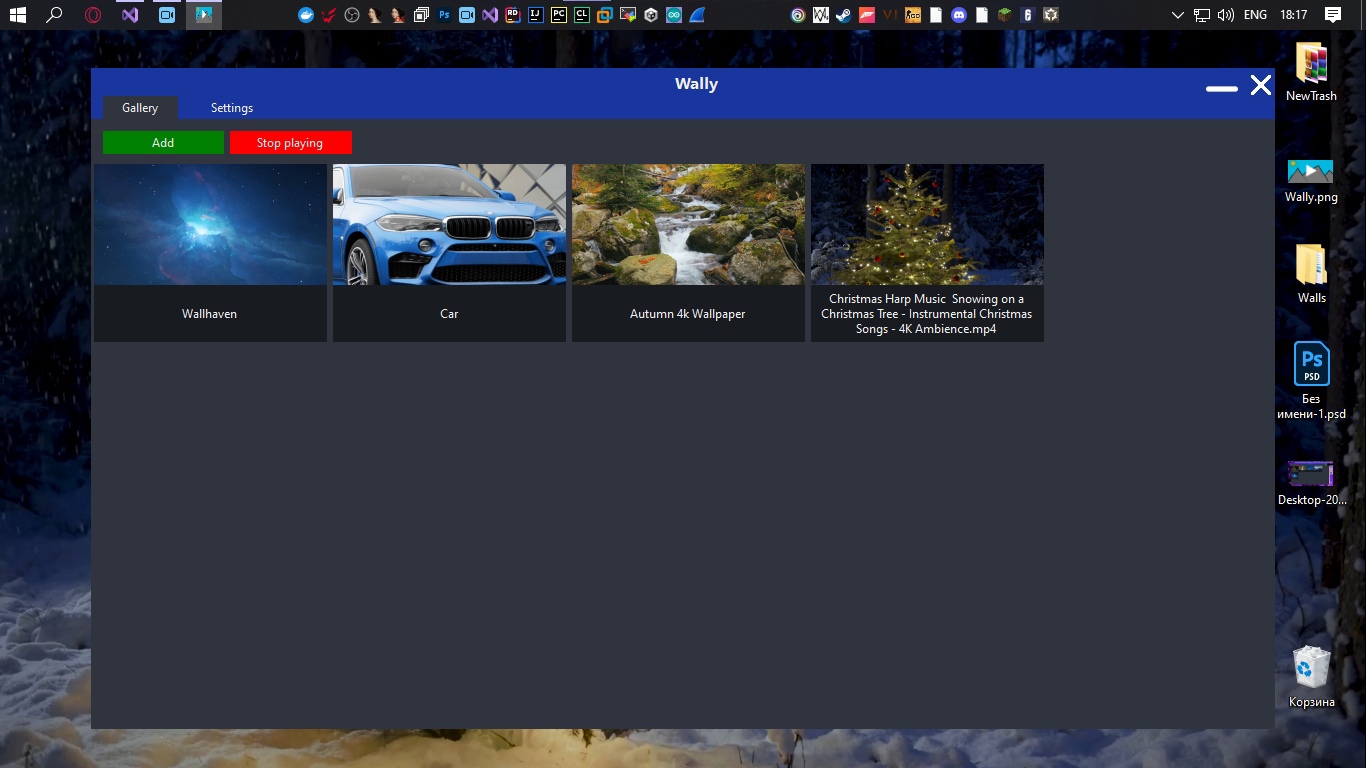 ENG
18:17
Wally
Gallery
Settings
Add
Stop playing
Wallhaven
Car
Autumn 4k Wallpaper
Christmas Harp Music Snowing on a
Christmas Tree - Instrumental Christmas
Songs - 4K Ambience.mp4
NewTrash
Wally.png
Walls
Ps
PSD
Без
имени-1.psd
Desktop-20...
Корзина